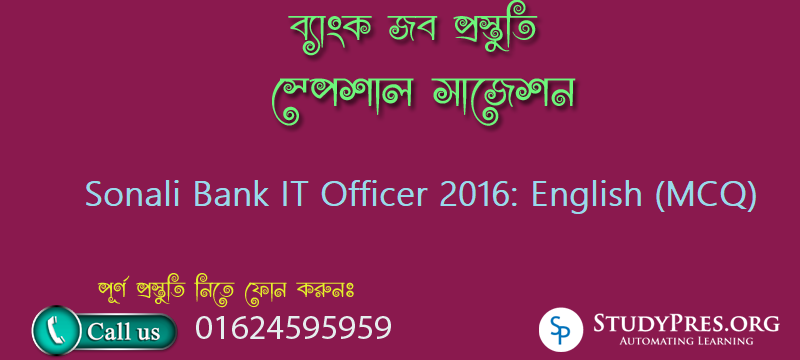 ব্যাংক জব প্রস্তুতি
স্পেশাল সাজেশন
Sonali Bank IT Officer 2016: English (MCQ)
পূর্ণ প্রস্তুতি নিতে ফোন করুনঃ
Call us 01624595959
SP STUDYPRES.ORG
AUTOMATING LEARNING